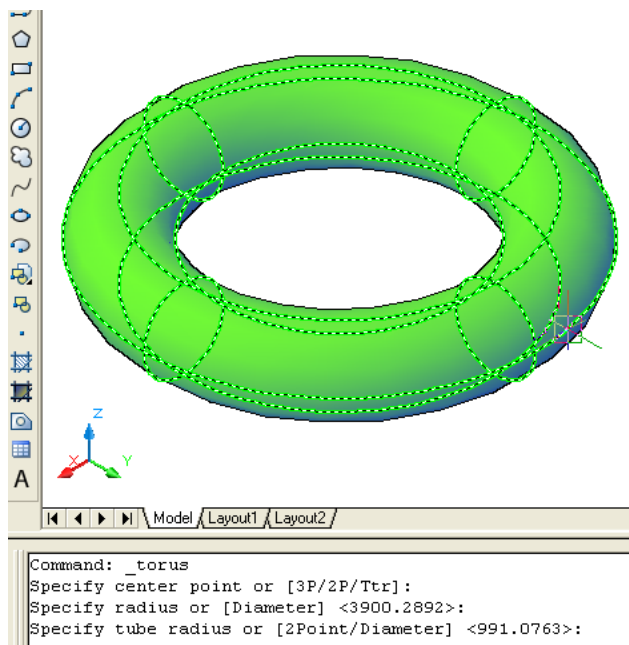 Z
X
Y
A
Model Layout1 Layout2
Command: _torus
Specify center point or [3P/2P/Ttr]:
Specify radius or [Diameter] <3900.2892>:
Specify tube radius or [2Point/Diameter] <991.0763>: